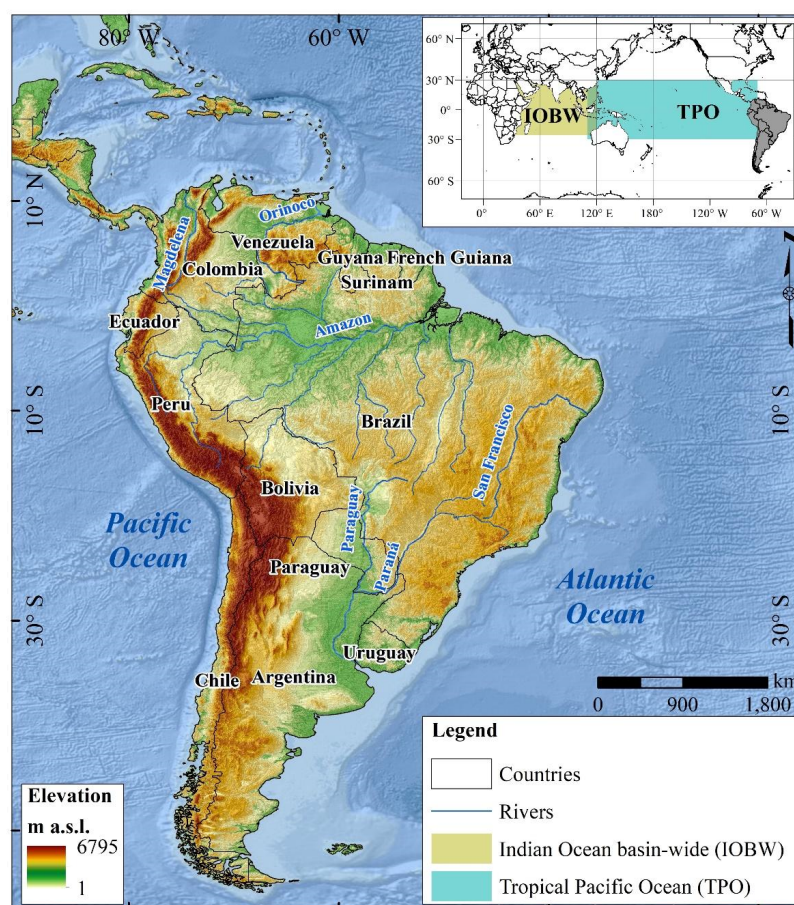 80° W
60° W
60° N
30° N
0°
30° S
60° S
IOBW
TPO
0°
60° E
120° E
180° W
120° W
60° W
10° N
10° S
30° S
10° S
30° S
Magdelena
Orinoco
Venezuela
Colombia
Guyana
French Guiana
Surinam
Ecuador
Amazon
Peru
Brazil
San Francisco
Bolivia
Paraguay
Pacific
Ocean
Paraguay
Paraná
Atlantic
Ocean
Uruguay
Chile
Argentina
km
0
900
1,800
Legend
Countries
Rivers
Indian Ocean basin-wide (IOBW)
Tropical Pacific Ocean (TPO)
Elevation
m a.s.l.
6795
1